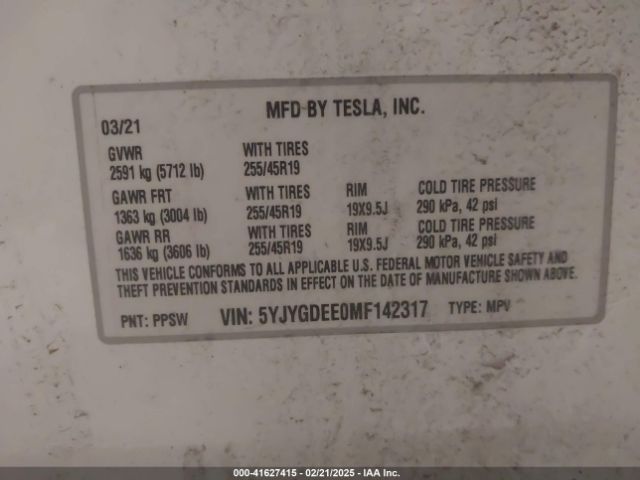 MFD BY TESLA, INC.
03/21
GVWR WITH TIRES
2591 kg (5712 lb) 255/45R19
GAWR FRT WITH TIRES RIM COLD TIRE PRESSURE
1363 kg (3004 lb) 255/45R19 19X9.5J 290 kPa, 42 psi
GAWR RR WITH TIRES RIM COLD TIRE PRESSURE
1636 kg (3606 lb) 255/45R19 19X9.5J 290 kPa, 42 psi
THIS VEHICLE CONFORMS TO ALL APPLICABLE U.S. FEDERAL MOTOR VEHICLE SAFETY AND
THEFT PREVENTION STANDARDS IN EFFECT ON THE DATE OF MANUFACTURE SHOWN ABOVE.
PNT: PPSW VIN: 5YJYGDEE0MF142317 TYPE: MPV
000-41627415 - 02/21/2025 - IAA Inc.